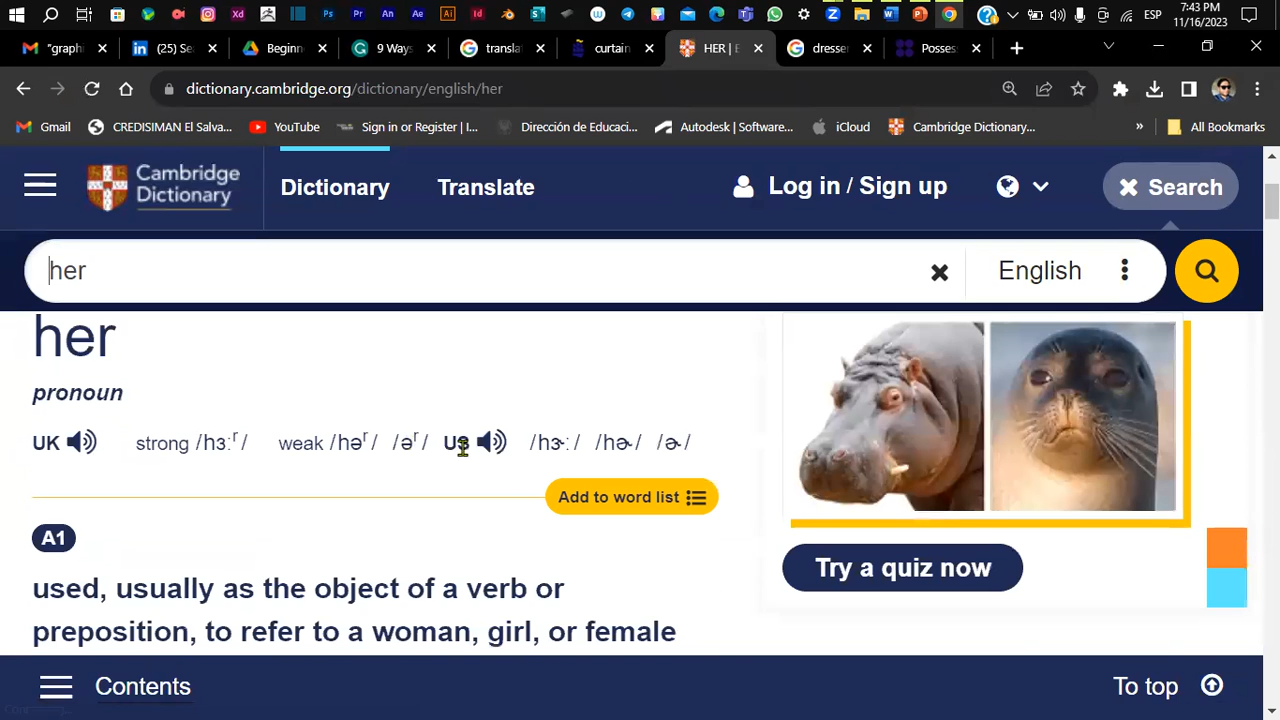 7:43 PM
ESP
11/16/2023
"graph
(25) Se
Beginn
9 Ways
transla
curtain
HER | E
dresser
Posses
dictionary.cambridge.org/dictionary/english/her
Gmail
CREDISIMAN El Salva...
YouTube
Sign in or Register | I...
Dirección de Educaci...
Autodesk | Software...
iCloud
Cambridge Dictionary...
»
All Bookmarks
Cambridge
Dictionary
Dictionary
Translate
Log in / Sign up
Search
her
English
her
pronoun
UK strong /hɜːʳ/ weak /həʳ/ /əʳ/ US /hɝː/ /hɚ/ /ɚ/
Add to word list
A1
Try a quiz now
used, usually as the object of a verb or
preposition, to refer to a woman, girl, or female
Contents
To top